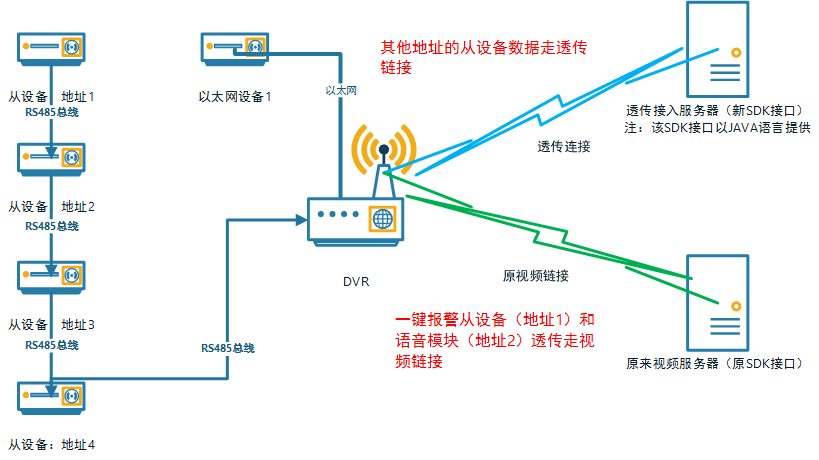 其他地址的从设备数据走透传
链接
从设备：地址1
RS485总线
以太网设备1
以太网
透传接入服务器（新SDK接口）
注：该SDK接口以JAVA语言提供
透传连接
从设备：地址2
RS485总线
DVR
原视频链接
从设备：地址3
RS485总线
RS485总线
一键报警从设备（地址1）和
语音模块（地址2）透传走视
频链接
原来视频服务器（原SDK接口）
从设备：地址4